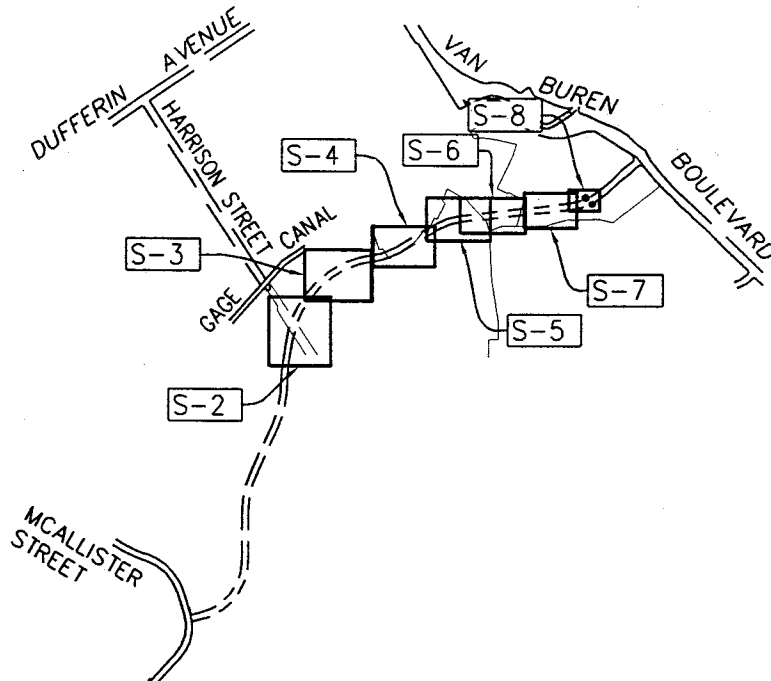 DUFFERIN AVENUE
HARRISON STREET
GAGE CANAL
VAN BUREN BOULEVARD
S-8
S-6
S-4
S-3
S-7
S-5
S-2
MCALLISTER
STREET